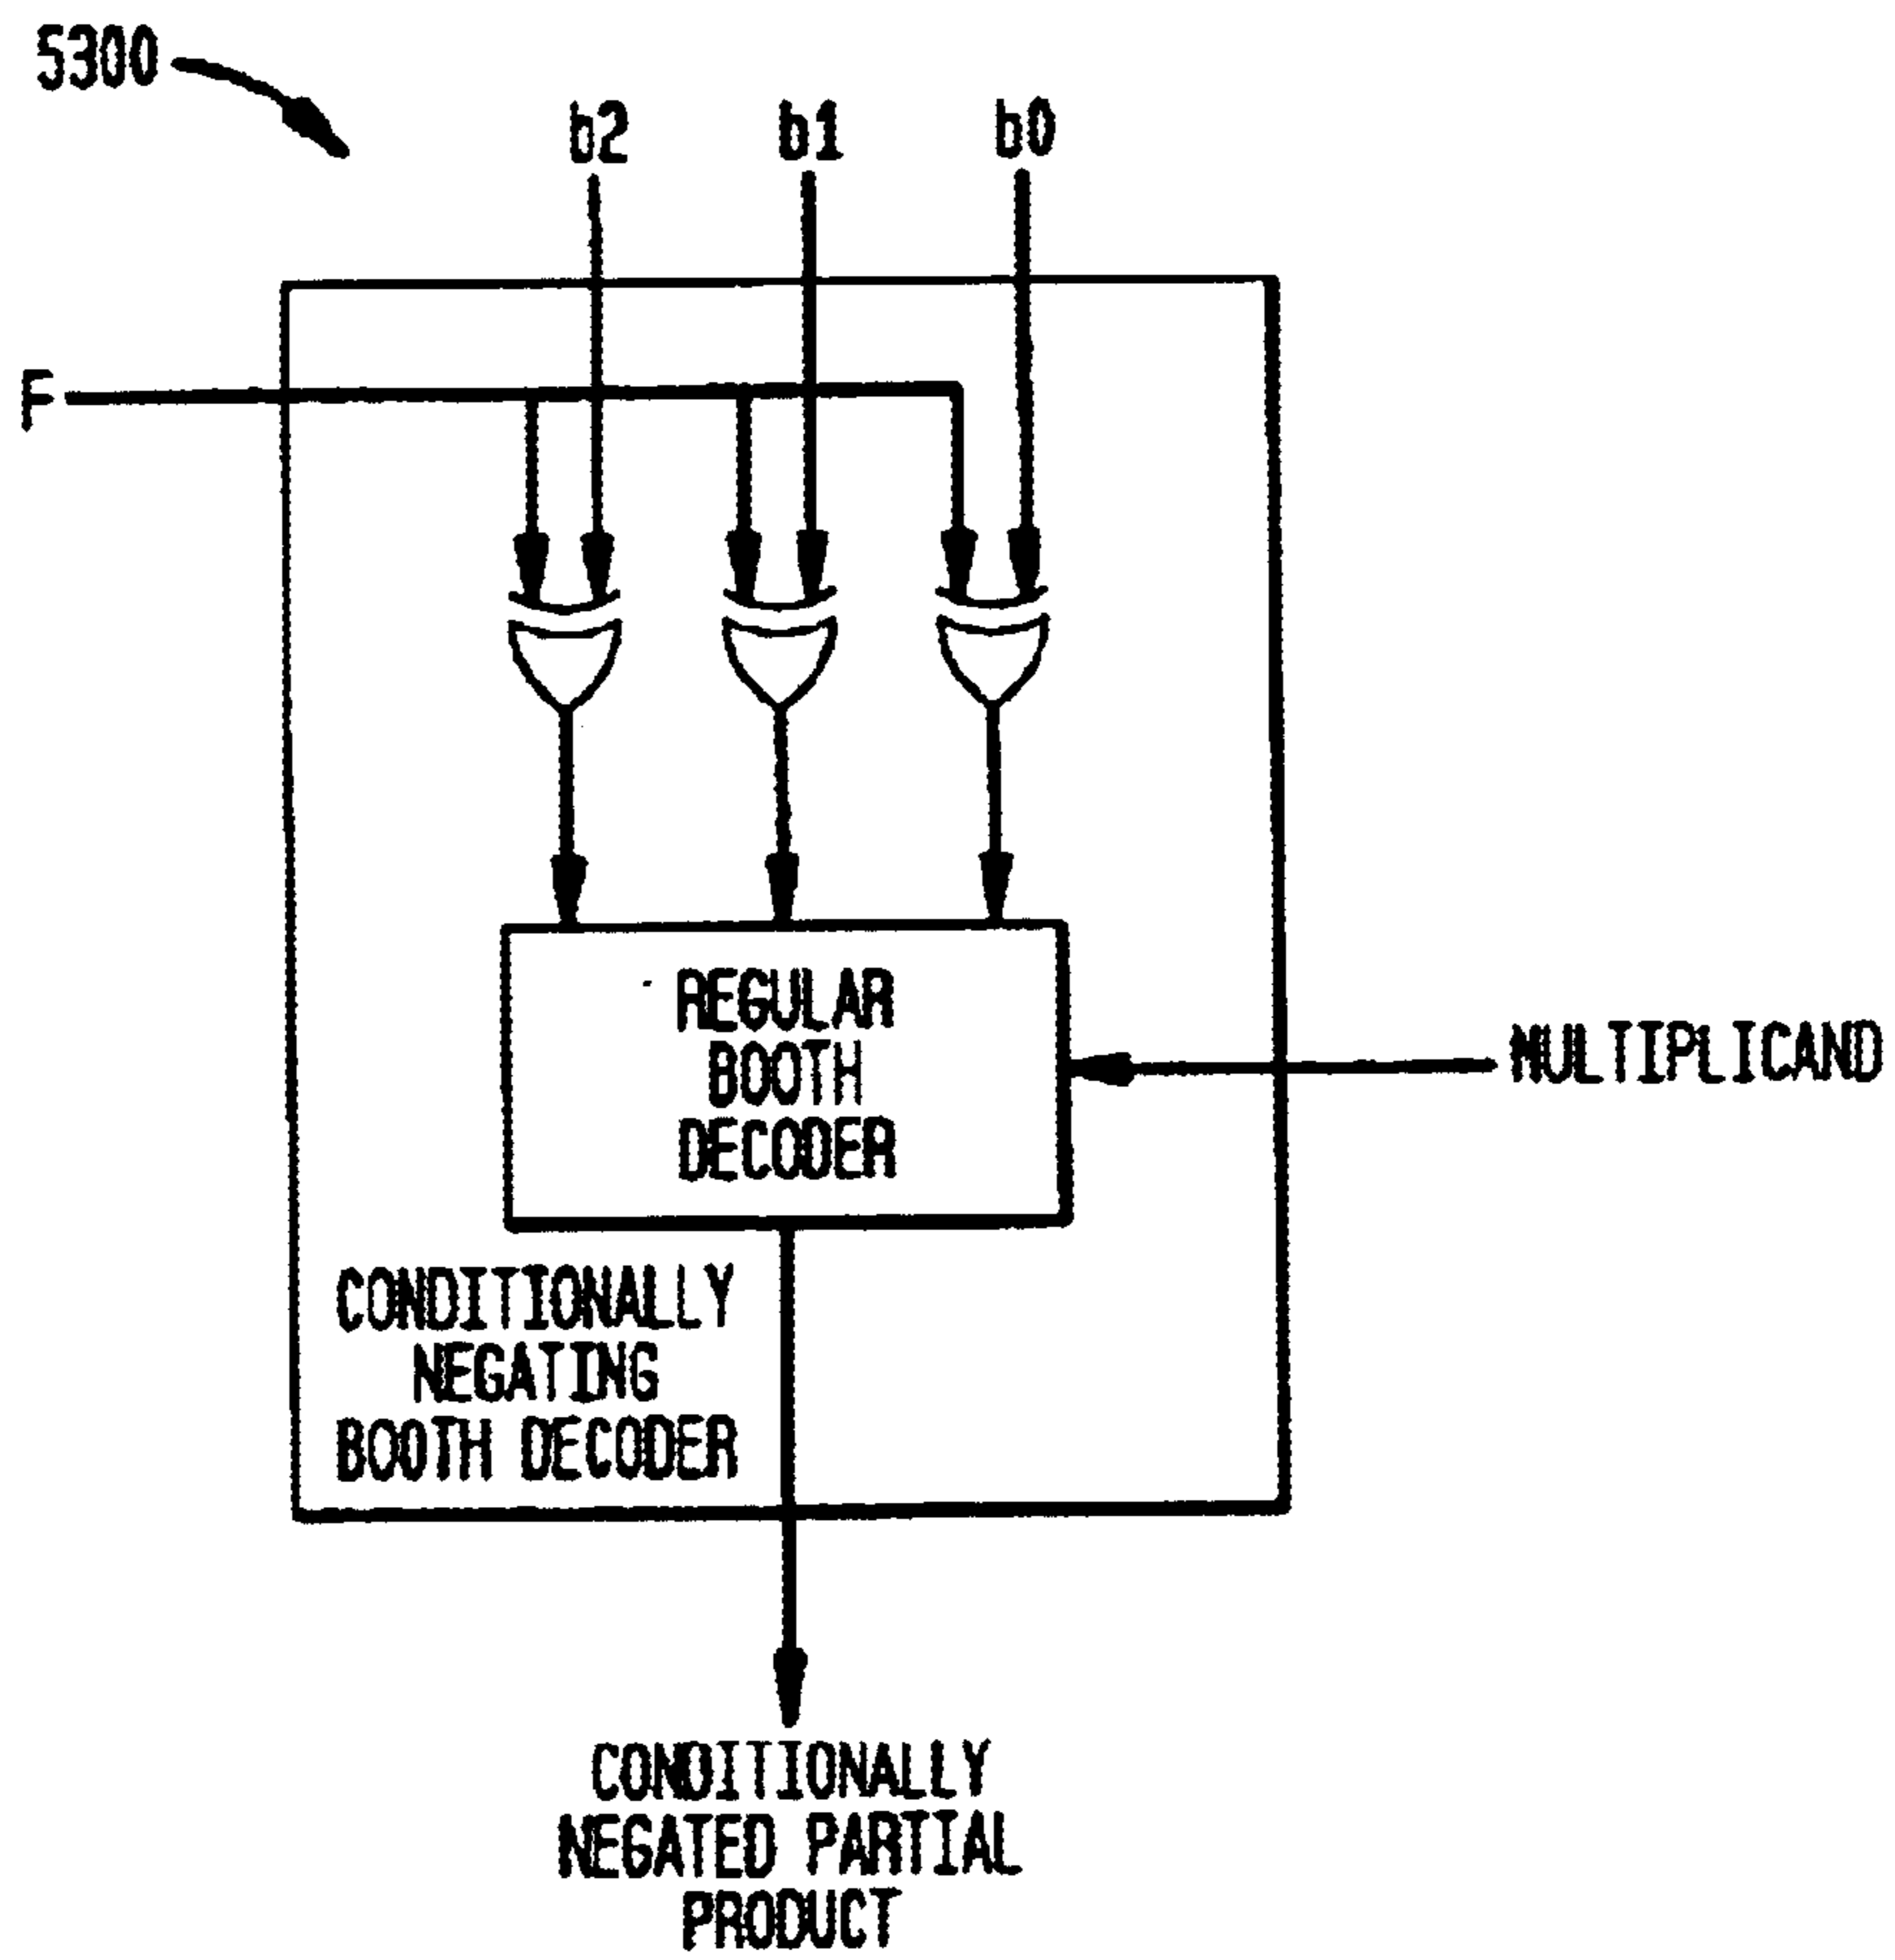 5300
b2 b1 b0
F
REGULAR
BOOTH
DECODER
MULTIPLICAND
CONDITIONALLY
NEGATING
BOOTH DECODER
CONDITIONALLY
NEGATED PARTIAL
PRODUCT